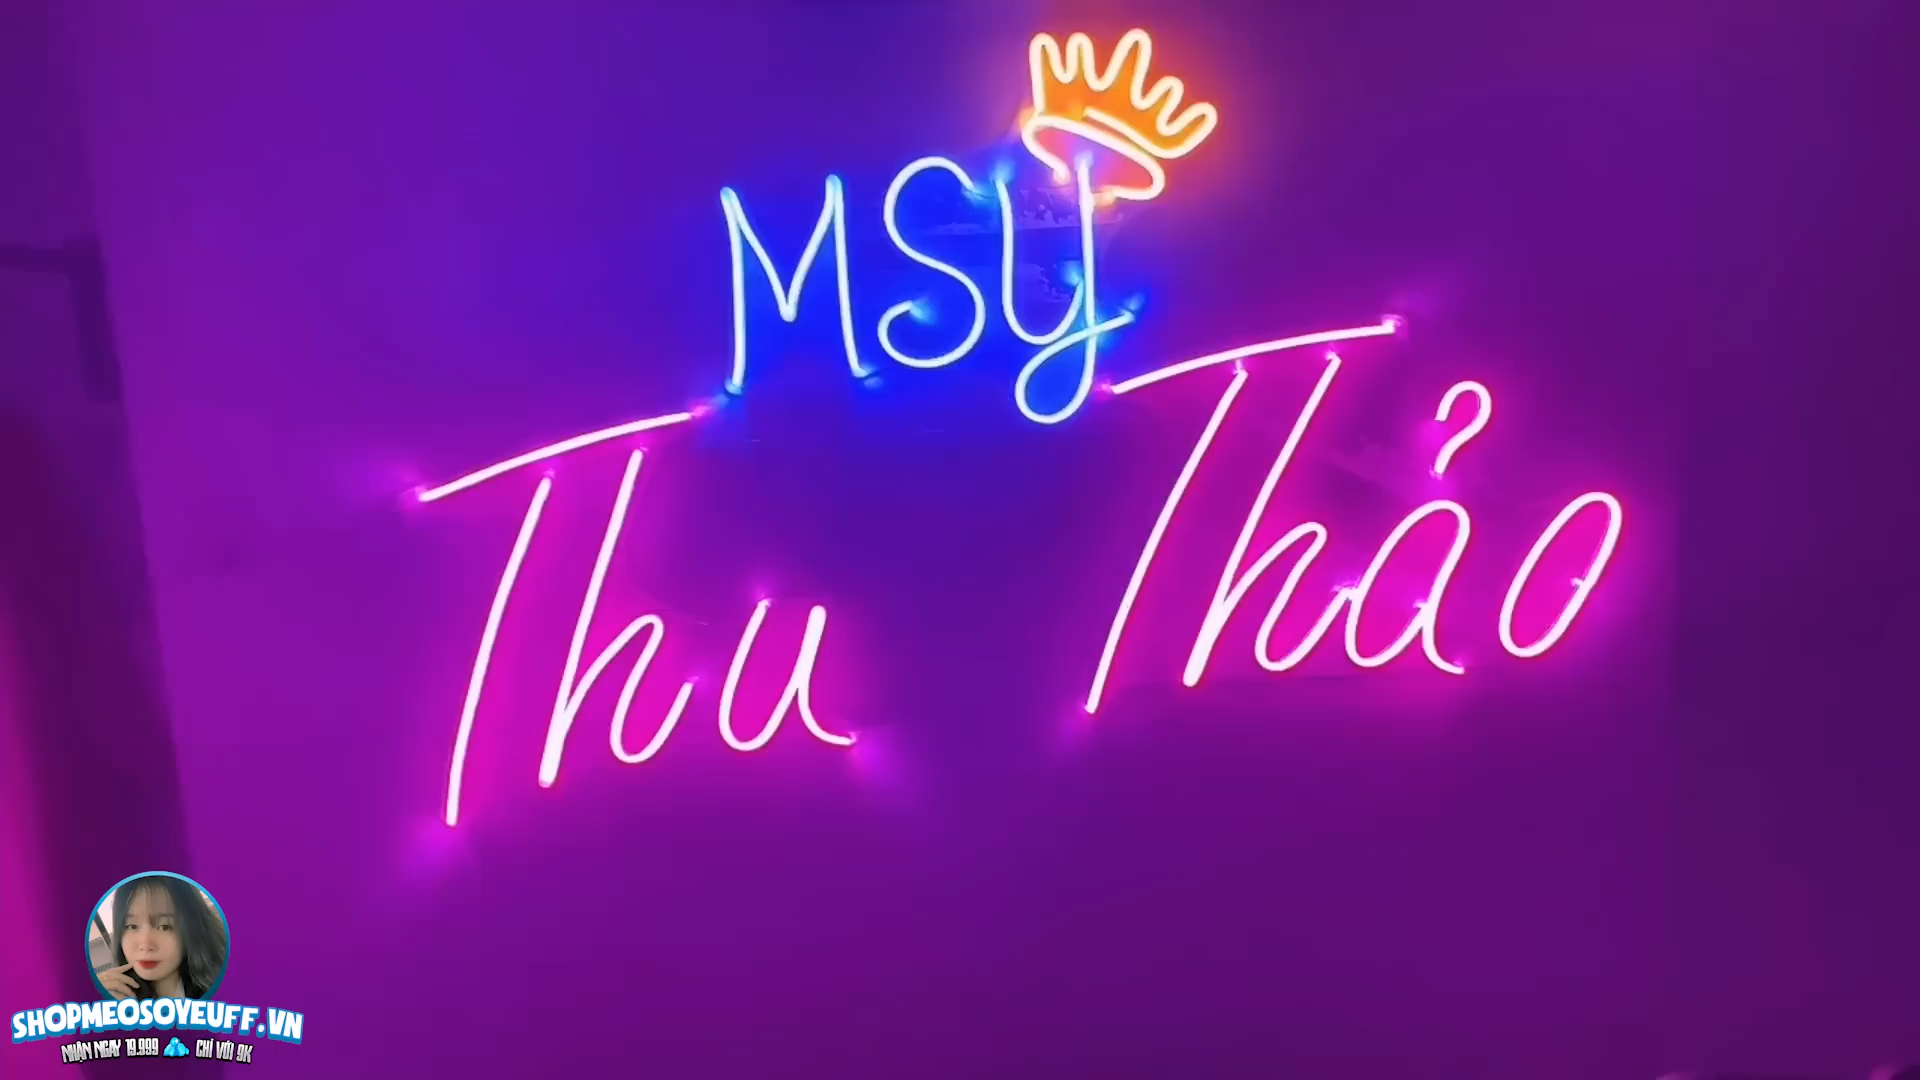 MSY
Thu Thảo
SHOPMEOSOYEUFF.VN
NHẬN NGAY 19.999 CHỈ VỚI 9K